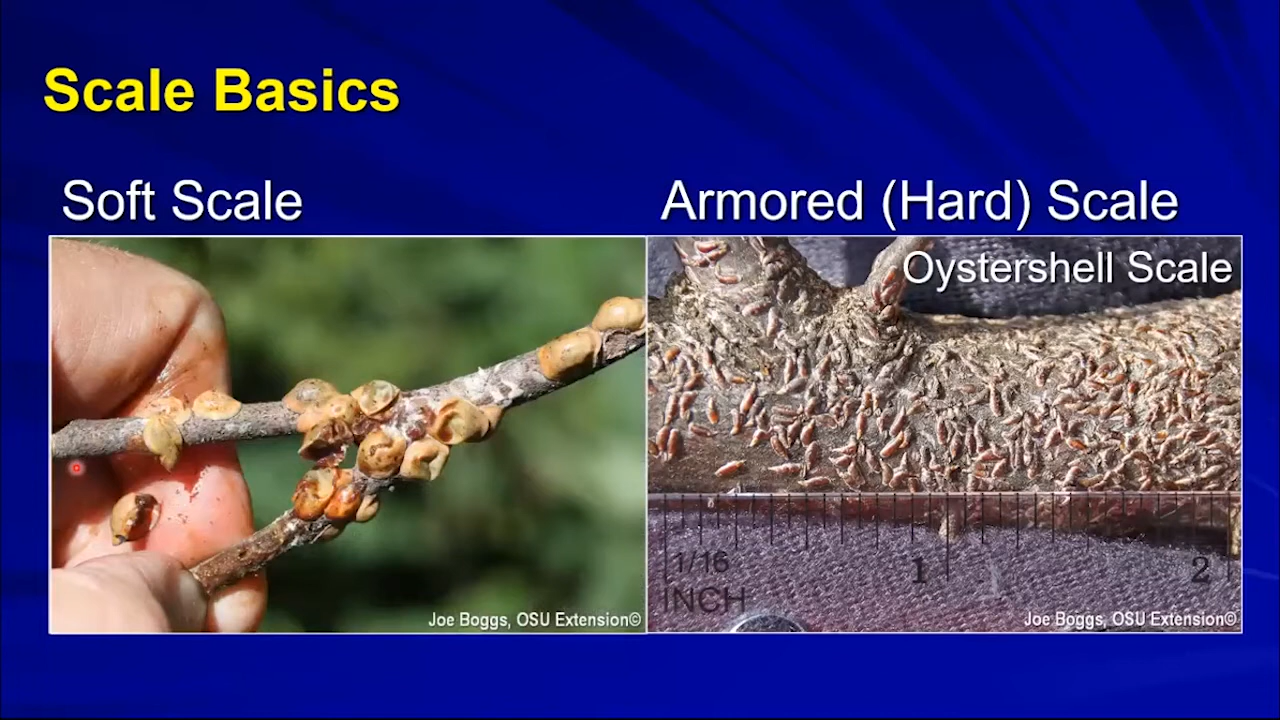 Scale Basics
Soft Scale
Armored (Hard) Scale
Oystershell Scale
1/16
INCH
1
2
Joe Boggs, OSU Extension©
Joe Boggs, OSU Extension©